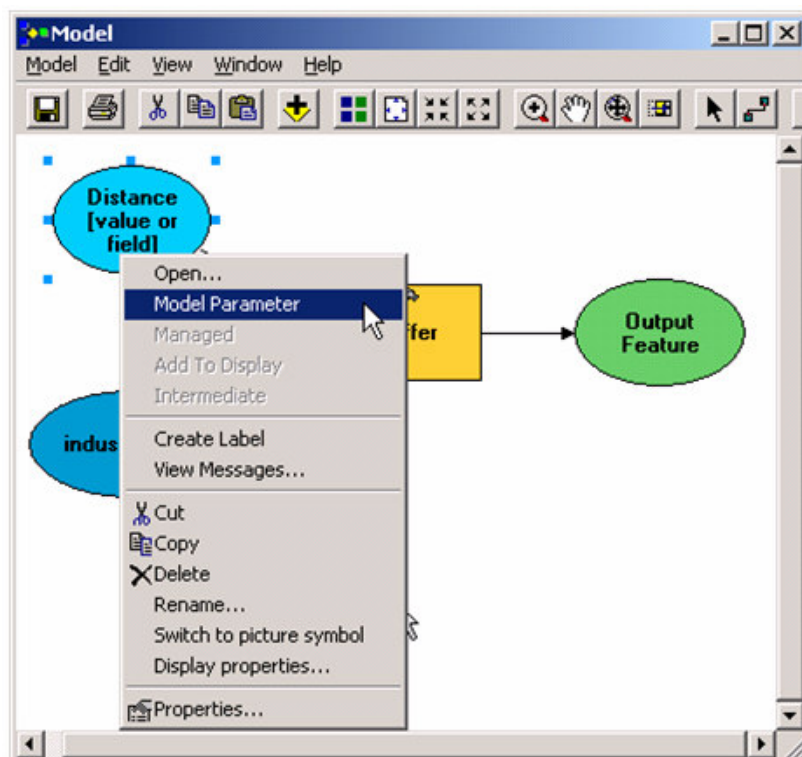 Model
Model Edit View Window Help
Distance
[value or
field]
Open...
Model Parameter
Managed
Add To Display
Intermediate
ffer
Output
Feature
indus
Create Label
View Messages...
Cut
Copy
Delete
Rename...
Switch to picture symbol
Display properties...
Properties...